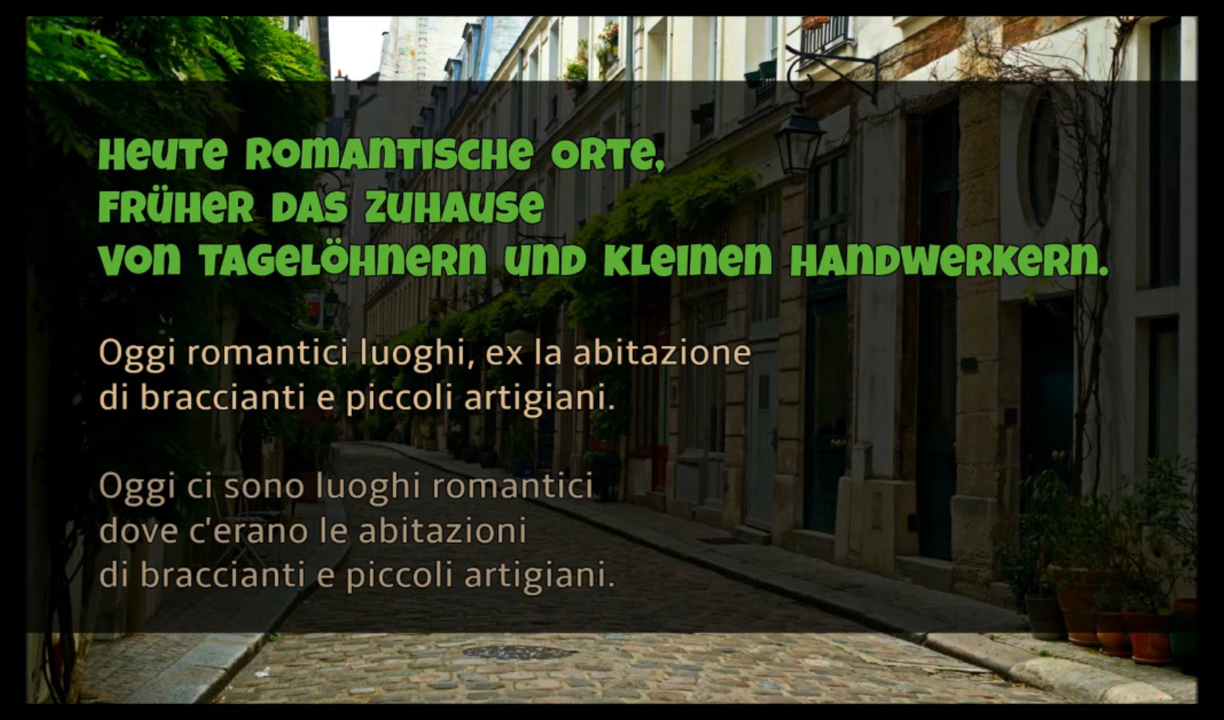 Heute romantische Orte,
früher das Zuhause
von Tagelöhnern und kleinen Handwerkern.
Oggi romantici luoghi, ex la abitazione
di braccianti e piccoli artigiani.
Oggi ci sono luoghi romantici
dove c'erano le abitazioni
di braccianti e piccoli artigiani.